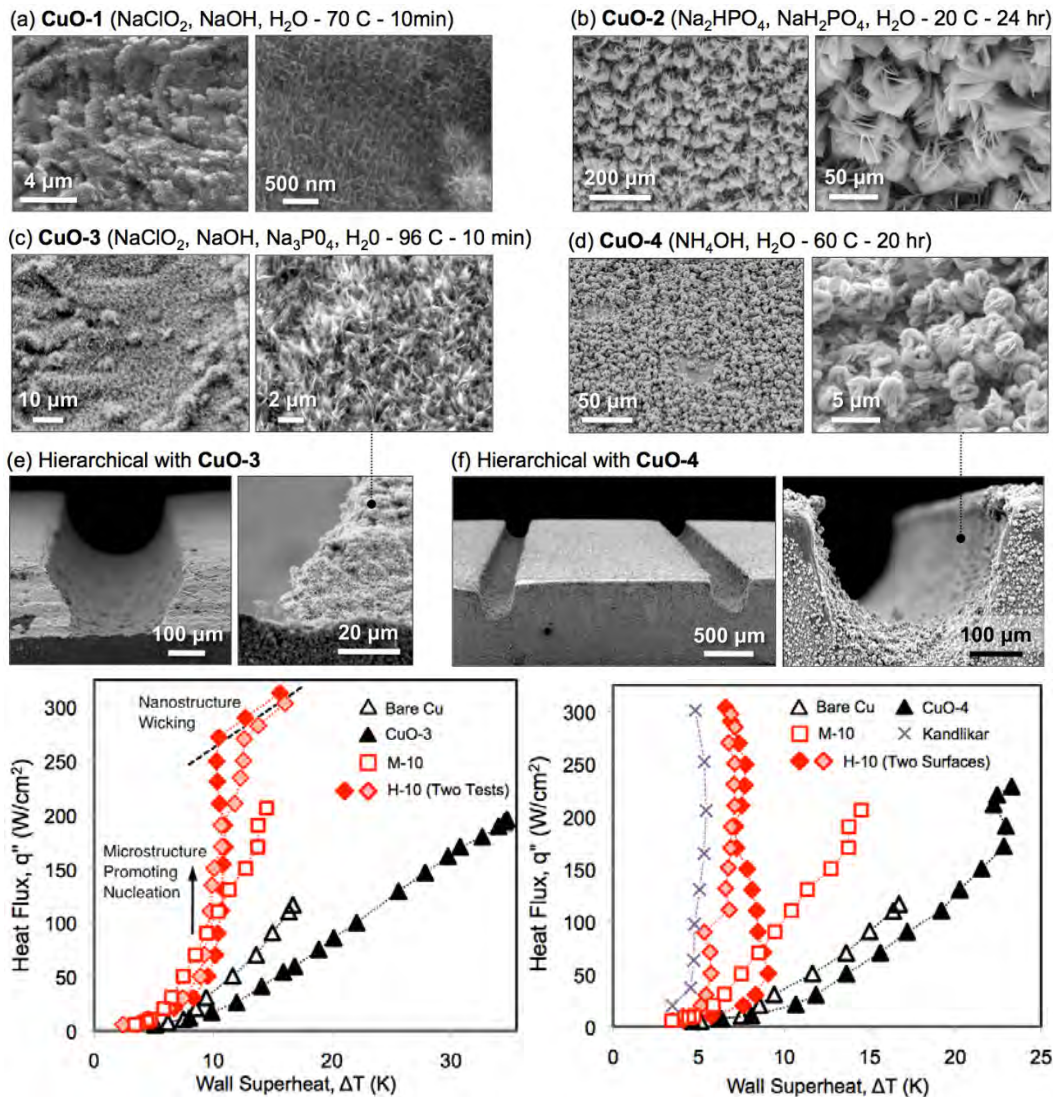 (a) CuO-1 (NaClO₂, NaOH, H₂O - 70 C - 10min)
4 µm
500 nm
(b) CuO-2 (Na₂HPO₄, NaH₂PO₄, H₂O - 20 C - 24 hr)
200 µm
50 µm
(c) CuO-3 (NaClO₂, NaOH, Na₃P0₄, H₂0 - 96 C - 10 min)
10 µm
2 µm
(d) CuO-4 (NH₄OH, H₂O - 60 C - 20 hr)
50 µm
5 µm
(e) Hierarchical with CuO-3
100 µm
20 µm
(f) Hierarchical with CuO-4
500 µm
100 µm
Heat Flux, q" (W/cm²)
300
250
200
150
100
50
0
0
10
20
30
Wall Superheat, ΔT (K)
Nanostructure
Wicking
Microstructure
Promoting
Nucleation
Bare Cu
CuO-3
M-10
H-10 (Two Tests)
Heat Flux, q" (W/cm²)
300
250
200
150
100
50
0
0
5
10
15
20
25
Wall Superheat, ΔT (K)
Bare Cu
CuO-4
M-10
Kandlikar
H-10 (Two Surfaces)